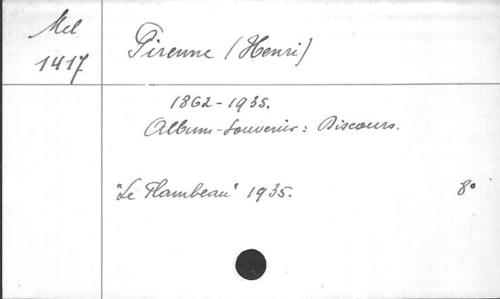 Mel
1417
Pirenne (Henri)
1862-1935.
Album-Souvenir: Discours.
"Le Flambeau" 1935. 8°